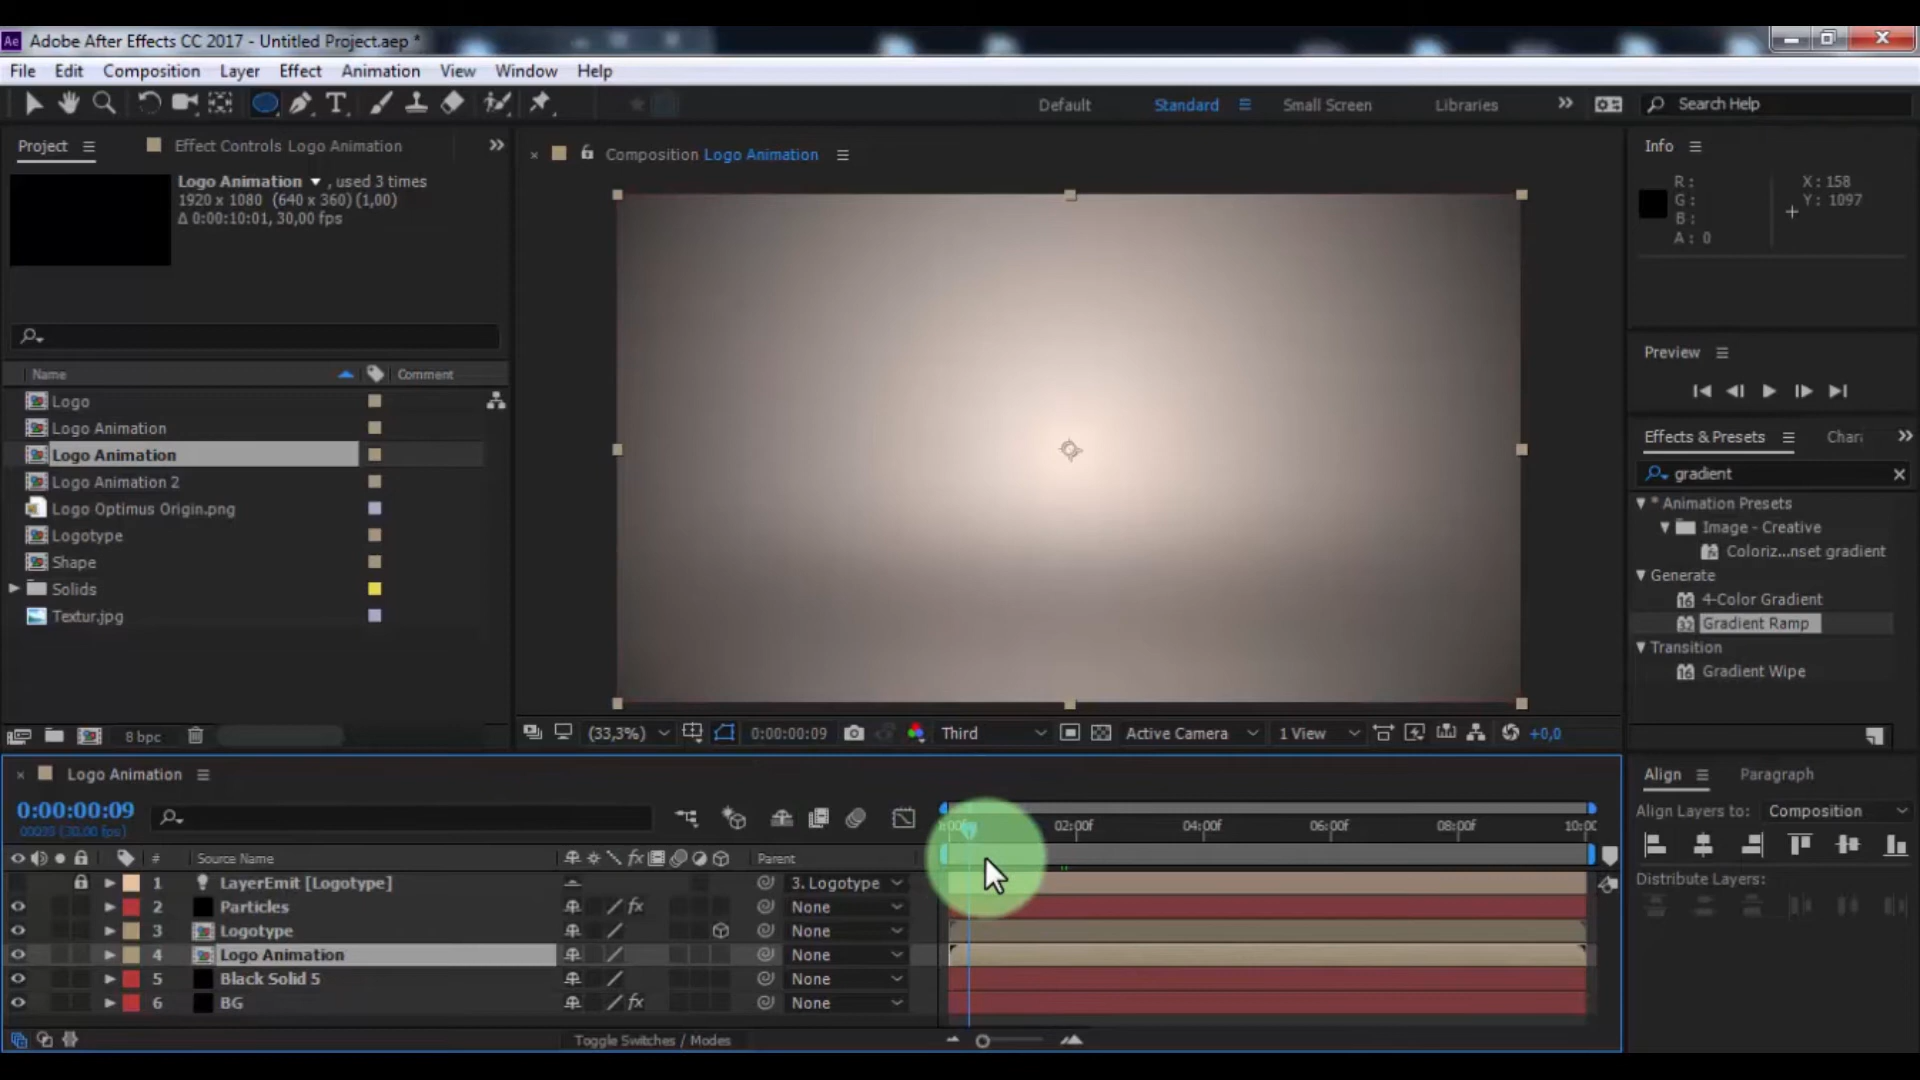 Ae Adobe After Effects CC 2017 - Untitled Project.aep *
File Edit Composition Layer Effect Animation View Window Help
T Default Standard Small Screen Libraries Search Help
Project Effect Controls Logo Animation
Logo Animation , used 3 times
1920 x 1080 (640 x 360) (1,00)
Δ 0:00:10:01, 30,00 fps
Name Comment
Logo
Logo Animation
Logo Animation
Logo Animation 2
Logo Optimus Origin.png
Logotype
Shape
Solids
Textur.jpg
8 bpc
Composition Logo Animation
(33,3%) 0:00:00:09 Third Active Camera 1 View +0,0
Info
R: X: 158
G: Y: 1097
B:
A: 0
Preview
Effects & Presets
gradient
* Animation Presets
Image - Creative
Coloriz...nset gradient
Generate
16 4-Color Gradient
32 Gradient Ramp
Transition
16 Gradient Wipe
Logo Animation
0:00:00:09
02:00f 04:00f 06:00f 08:00f
# Source Name fx Parent
1 LayerEmit [Logotype] 3. Logotype
2 Particles fx None
3 Logotype None
4 Logo Animation None
5 Black Solid 5 None
6 BG fx None
Toggle Switches / Modes
Align Paragraph
Align Layers to: Composition
Distribute Layers: